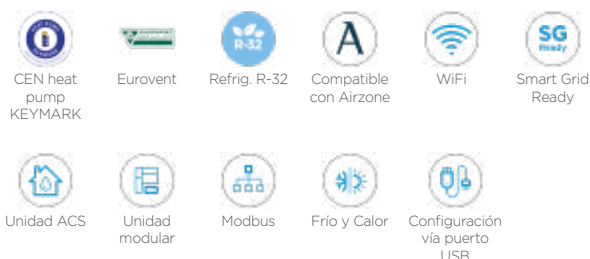 R-32
A
SG
Ready
CEN heat
pump
KEYMARK
Eurovent
Refrig. R-32
Compatible
con Airzone
WiFi
Smart Grid
Ready
Unidad ACS
Unidad
modular
Modbus
Frío y Calor
Configuración
vía puerto
USB